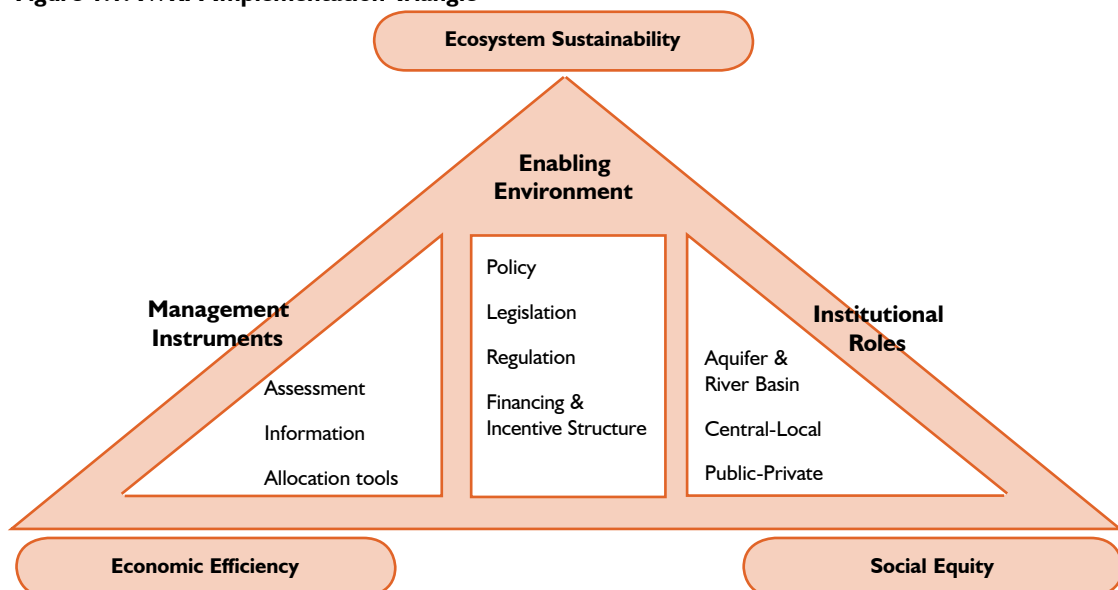 Implementation
Ecosystem Sustainability
Enabling
Environment
Management
Instruments
Assessment
Information
Allocation tools
Policy
Legislation
Regulation
Financing &
Incentive Structure
Institutional
Roles
Aquifer &
River Basin
Central-Local
Public-Private
Economic Efficiency
Social Equity